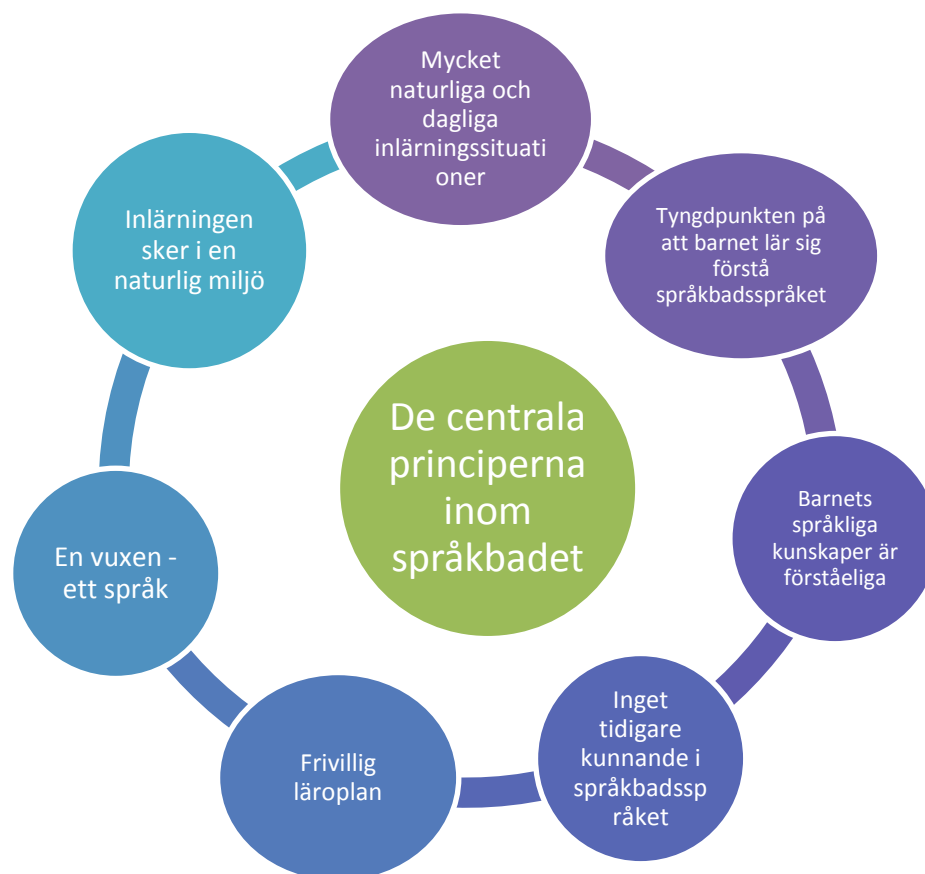 Mycket
naturliga och
dagliga
inlärningssituati
oner
Tyngdpunkten på
att barnet lär sig
förstå
språkbadsspråket
Barnets
språkliga
kunskaper är
förståeliga
Inget
tidigare
kunnande i
språkbadssp
råket
Frivillig
läroplan
En vuxen -
ett språk
Inlärningen
sker i en
naturlig miljö
De centrala
principerna
inom
språkbadet